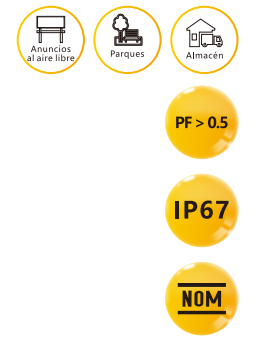 Anuncios
al aire libre
Parques
Almacén
PF > 0.5
IP67
NOM